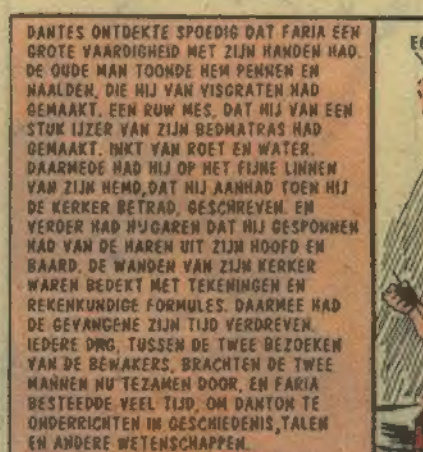 DANTES ONTDEKTE SPOEDIG DAT FARIA EEN
GROTE VAARDIGHEID MET ZIJN HANDEN HAD.
DE OUDE MAN TOONDE HEM PENNEN EN
NAALDEN, DIE HIJ VAN VISGRATEN HAD
GEMAAKT. EEN RUW MES, DAT HIJ VAN EEN
STUK IJZER VAN ZIJN BEDMATRAS HAD
GEMAAKT. INKT VAN ROET EN WATER.
DAARMEDE HAD HIJ OP HET FIJNE LINNEN
VAN ZIJN HEMD, DAT HIJ AANHAD TOEN HIJ
DE KERKER BETRAD, GESCHREVEN. EN
VERDER HAD HIJ GAREN DAT HIJ GESPONNEN
HAD VAN DE HAREN UIT ZIJN HOOFD EN
BAARD. DE WANDEN VAN ZIJN KERKER
WAREN BEDEKT MET TEKENINGEN EN
REKENKUNDIGE FORMULES. DAARMEE HAD
DE GEVANGENE ZIJN TIJD VERDREVEN.
IEDERE DAG, TUSSEN DE TWEE BEZOEKEN
VAN DE BEWAKERS, BRACHTEN DE TWEE
MANNEN NU TEZAMEN DOOR, EN FARIA
BESTEEDDE VEEL TIJD, OM DANTON TE
ONDERRICHTEN IN GESCHIEDENIS, TALEN
EN ANDERE WETENSCHAPPEN.